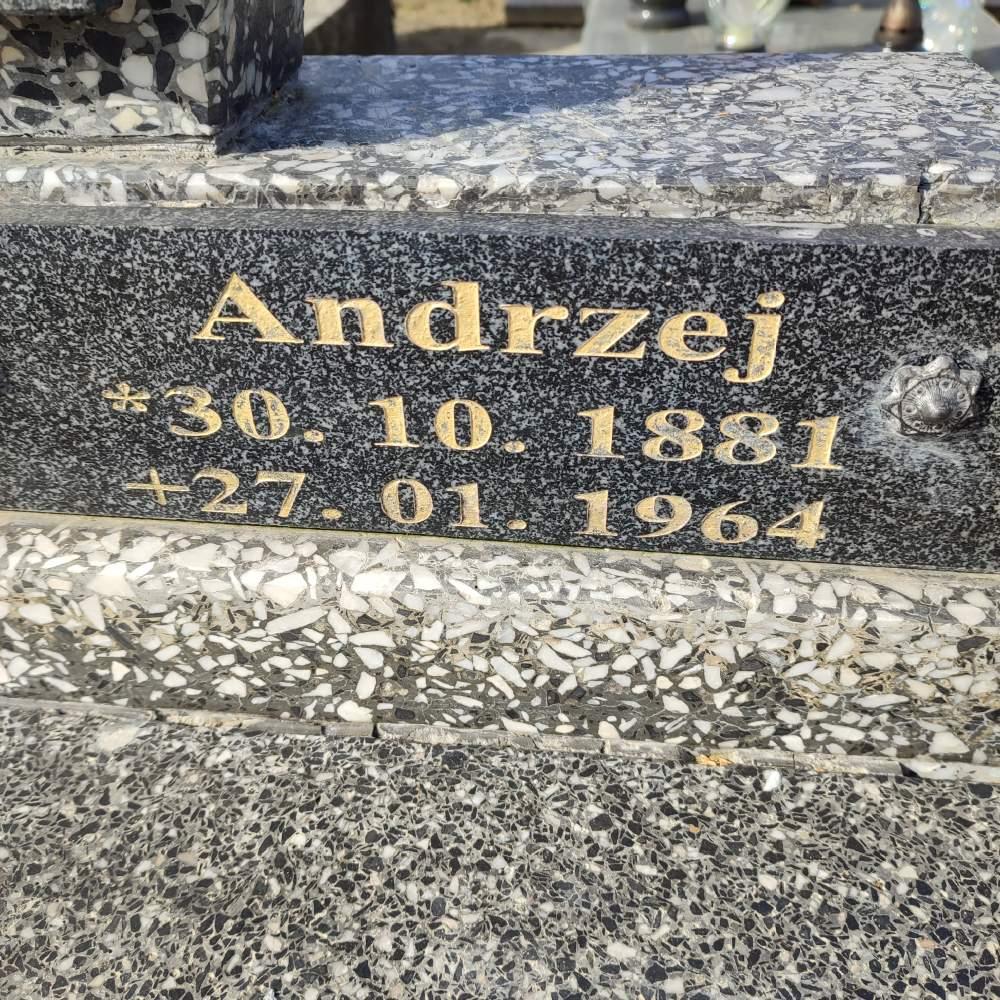 Andrzej
*30. 10. 1881
+27. 01. 1964